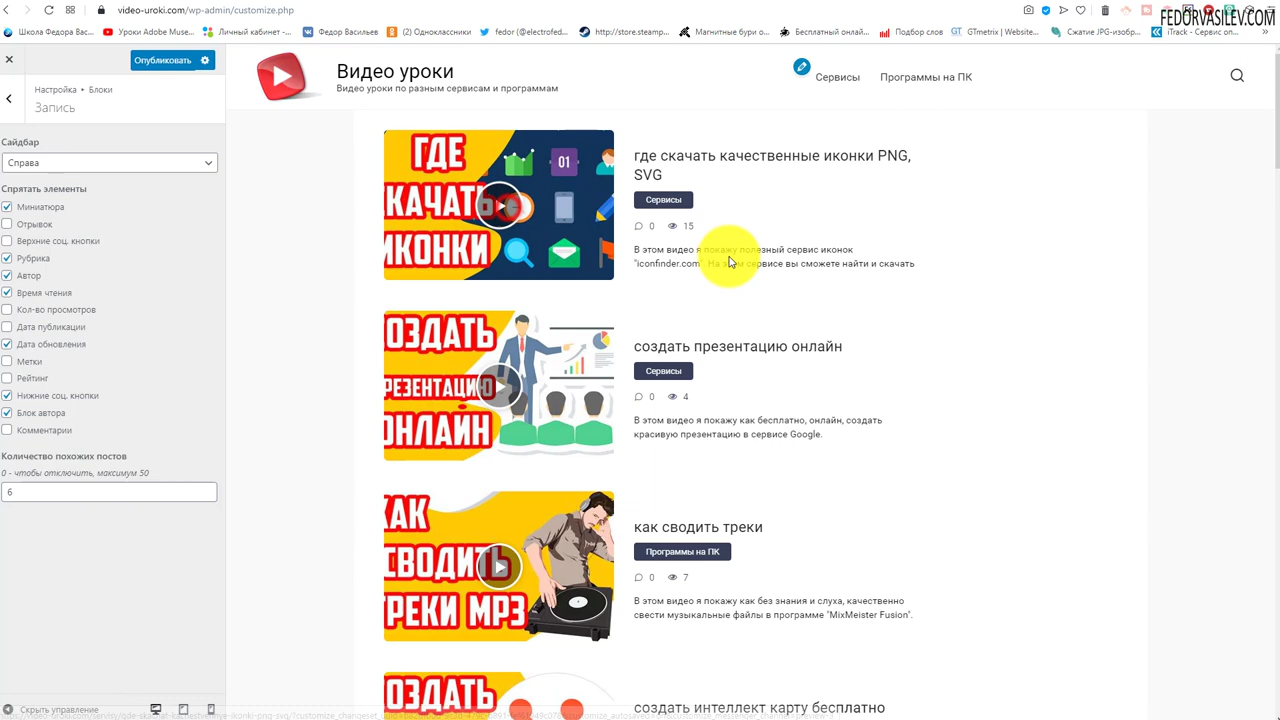 video-uroki.com/wp-admin/customize.php
FEDORVASILEV.COM
Школа Федора Вас...
Уроки Adobe Muse...
Личный кабинет -...
Федор Васильев
(2) Одноклассники
fedor (@electrofed...
http://store.steamp...
Магнитные бури о...
Бесплатный онлай...
Подбор слов
GTmetrix | Website...
Сжатие JPG-изобр...
iTrack - Сервис оп...
Опубликовать
Настройка ▸ Блоки
Запись
Сайдбар
Справа
Спрятать элементы
Миниатюра
Отрывок
Верхние соц. кнопки
Рубрика
Автор
Время чтения
Кол-во просмотров
Дата публикации
Дата обновления
Метки
Рейтинг
Нижние соц. кнопки
Блок автора
Комментарии
Количество похожих постов
0 - чтобы отключить, максимум 50
6
Скрыть управление
Видео уроки
Видео уроки по разным сервисам и программам
Сервисы
Программы на ПК
ГДЕ
СКАЧАТЬ
ИКОНКИ
01
где скачать качественные иконки PNG,
SVG
Сервисы
0 15
В этом видео я покажу полезный сервис иконок
"iconfinder.com". На этом сервисе вы сможете найти и скачать
СОЗДАТЬ
ПРЕЗЕНТАЦИЮ
ОНЛАЙН
создать презентацию онлайн
Сервисы
0 4
В этом видео я покажу как бесплатно, онлайн, создать
красивую презентацию в сервисе Google.
КАК
СВОДИТЬ
ТРЕКИ MP3
как сводить треки
Программы на ПК
0 7
В этом видео я покажу как без знания и слуха, качественно
свести музыкальные файлы в программе "MixMeister Fusion".
СОЗДАТЬ
создать интеллект карту бесплатно